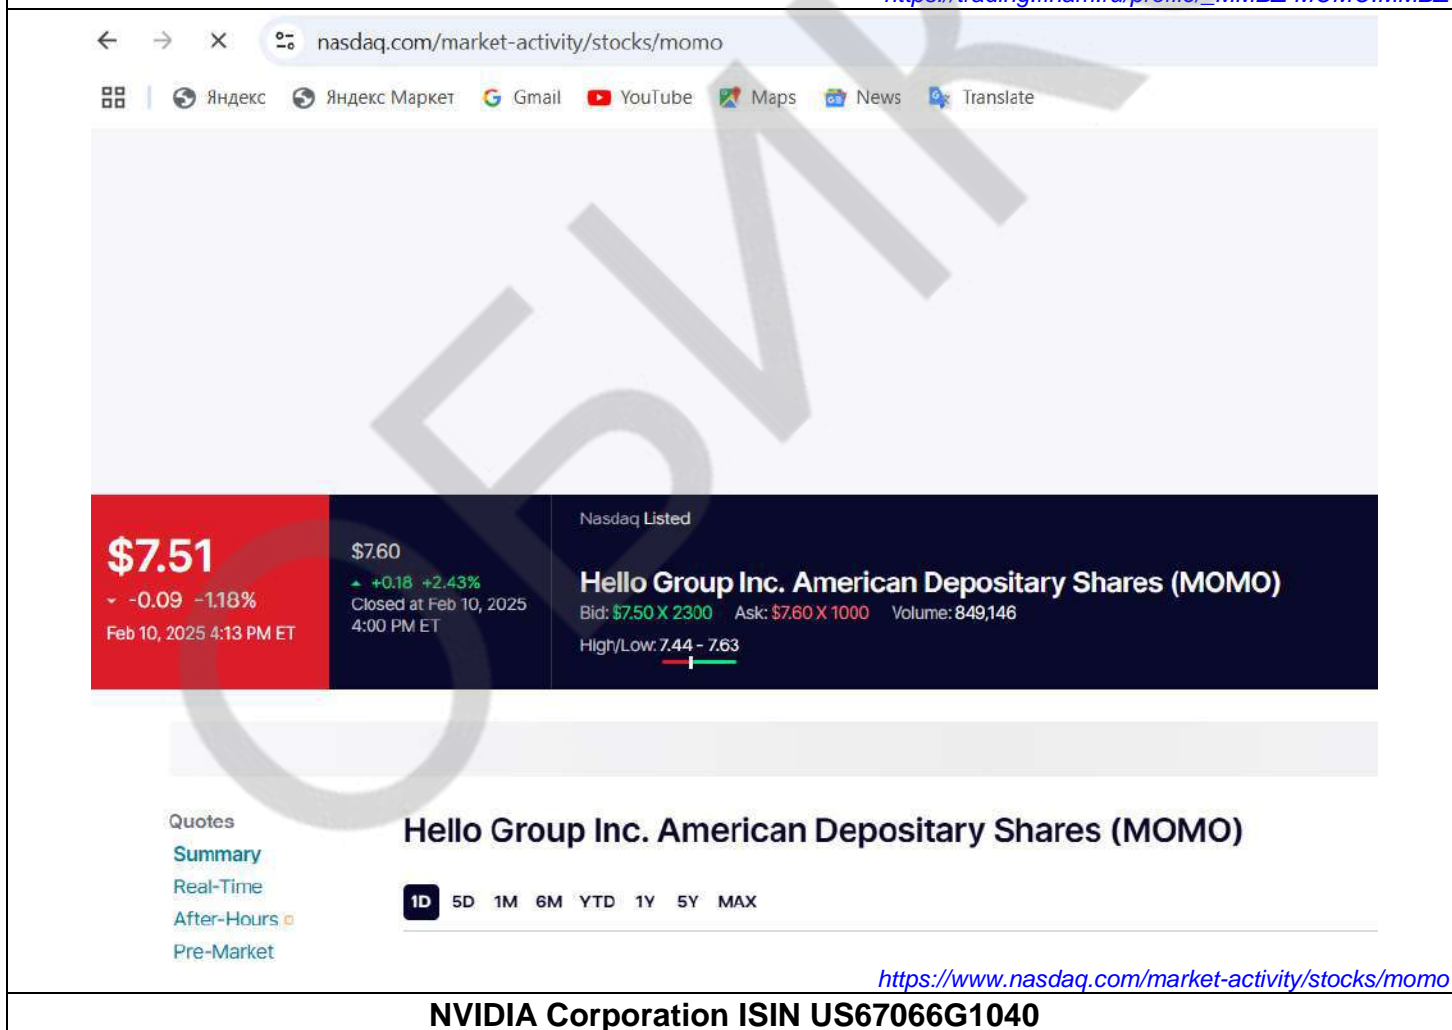 nasdaq.com/market-activity/stocks/momo
Яндекс Яндекс Маркет Gmail YouTube Maps News Translate
Nasdaq Listed
$7.51
-0.09 -1.18%
Feb 10, 2025 4:13 PM ET
$7.60
+0.18 +2.43%
Closed at Feb 10, 2025
4:00 PM ET
Hello Group Inc. American Depositary Shares (MOMO)
Bid: $7.50 X 2300 Ask: $7.60 X 1000 Volume: 849,146
High/Low: 7.44 - 7.63
Quotes
Summary
Real-Time
After-Hours
Pre-Market
Hello Group Inc. American Depositary Shares (MOMO)
1D 5D 1M 6M YTD 1Y 5Y MAX
https://www.nasdaq.com/market-activity/stocks/momo
NVIDIA Corporation ISIN US67066G1040
ОБИК